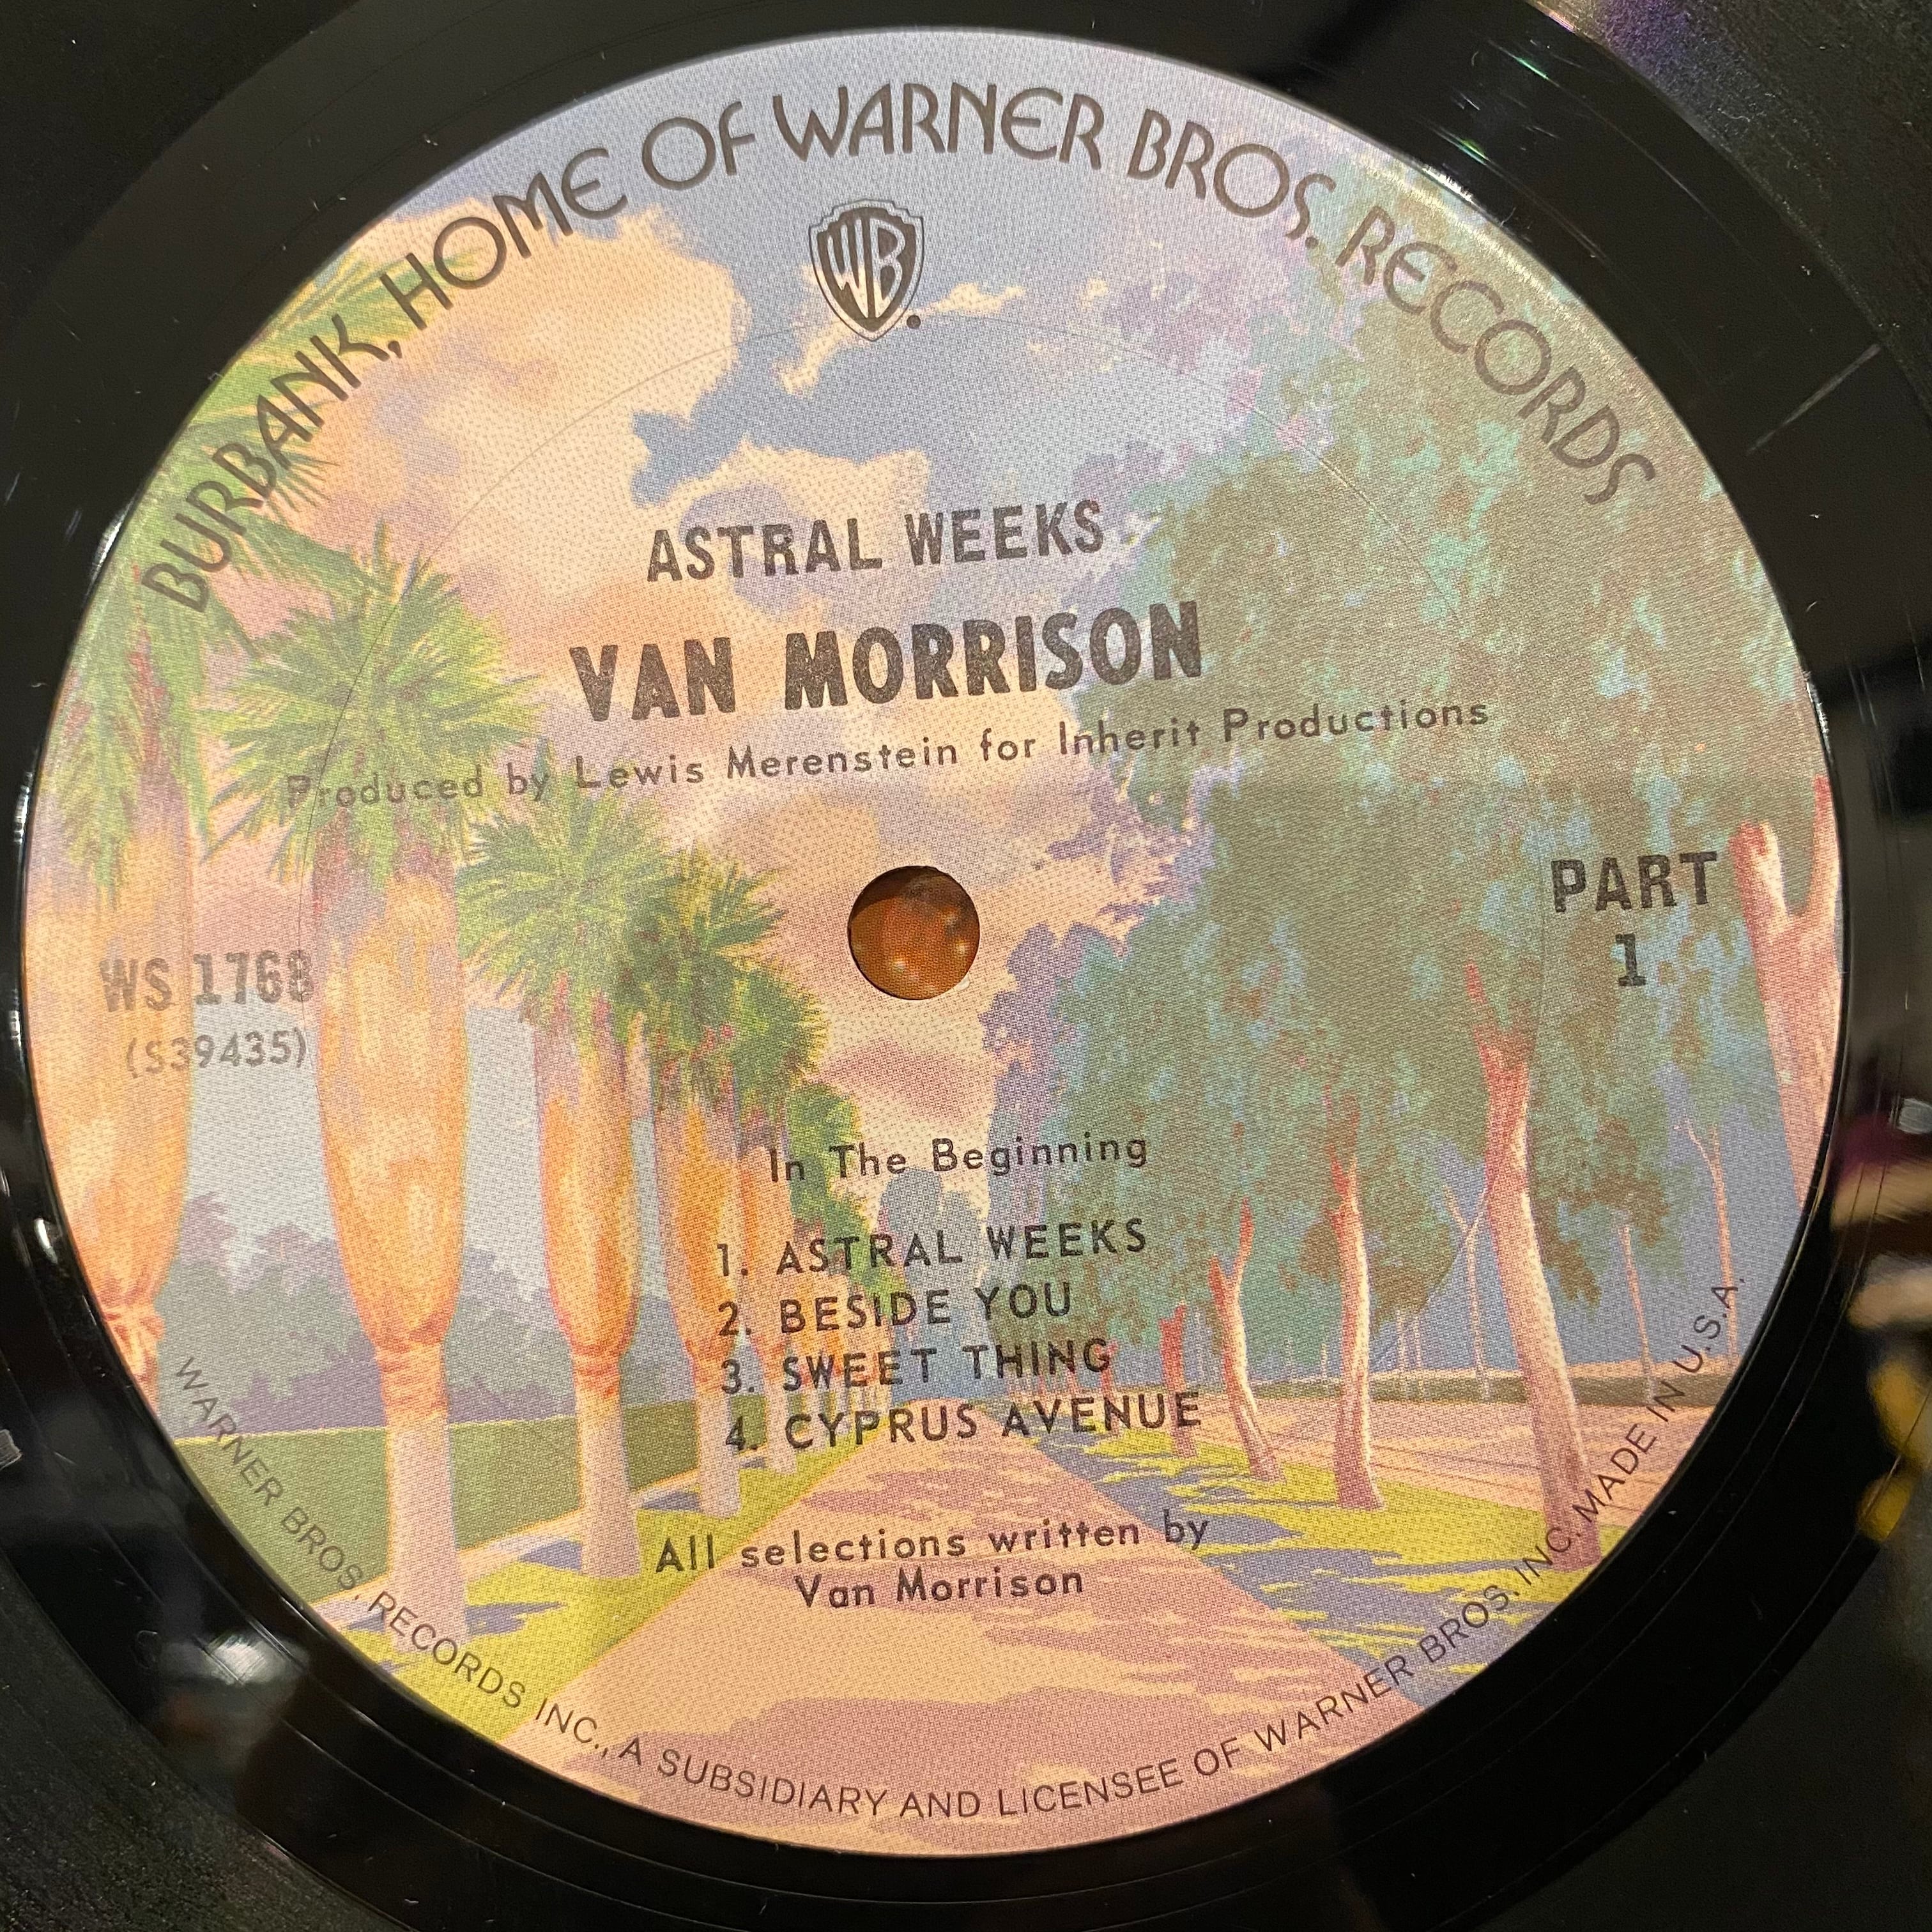 BURBANK, HOME OF WARNER BROS. RECORDS
WB
ASTRAL WEEKS
VAN MORRISON
Produced by Lewis Merenstein for Inherit Productions
WS 1768
(S39435)
PART
1
In The Beginning
1. ASTRAL WEEKS
2. BESIDE YOU
3. SWEET THING
4. CYPRUS AVENUE
All selections written by
Van Morrison
WARNER BROS. RECORDS INC., A SUBSIDIARY AND LICENSEE OF WARNER BROS. INC. MADE IN U.S.A.